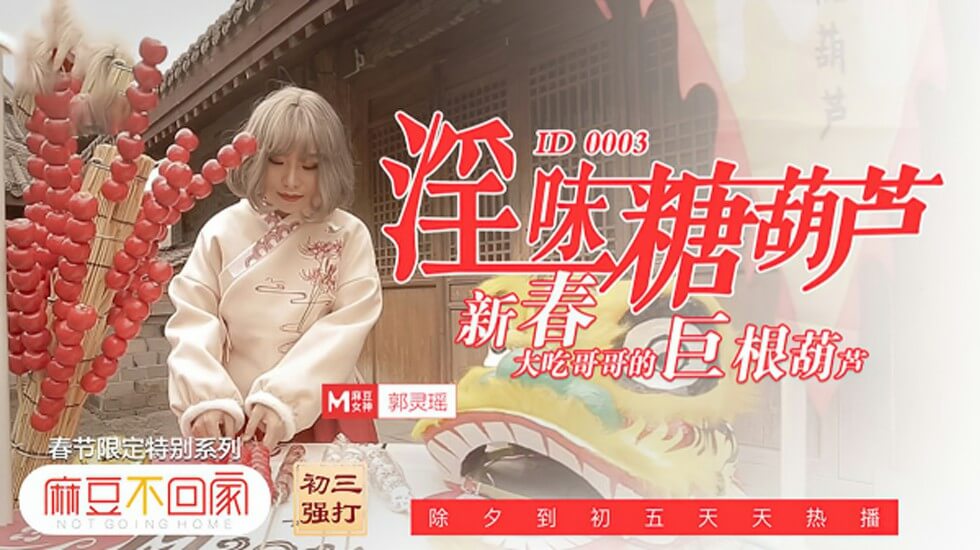 葫芦
ID 0003
淫味糖葫芦
新春
大吃哥哥的巨根葫芦
M 麻豆女神 郭灵瑶
春节限定特别系列
麻豆不回家
NOT GOING HOME
初三
强打
除夕到初五天天热播